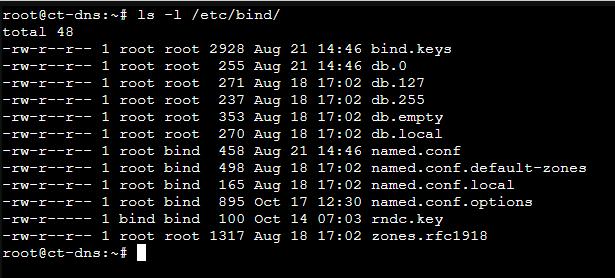 root@ct-dns:~# ls -l /etc/bind/
total 48
-rw-r--r-- 1 root root 2928 Aug 21 14:46 bind.keys
-rw-r--r-- 1 root root  255 Aug 21 14:46 db.0
-rw-r--r-- 1 root root  271 Aug 18 17:02 db.127
-rw-r--r-- 1 root root  237 Aug 18 17:02 db.255
-rw-r--r-- 1 root root  353 Aug 18 17:02 db.empty
-rw-r--r-- 1 root root  270 Aug 18 17:02 db.local
-rw-r--r-- 1 root bind  458 Aug 21 14:46 named.conf
-rw-r--r-- 1 root bind  498 Aug 18 17:02 named.conf.default-zones
-rw-r--r-- 1 root bind  165 Aug 18 17:02 named.conf.local
-rw-r--r-- 1 root bind  895 Oct 17 12:30 named.conf.options
-rw-r----- 1 bind bind  100 Oct 14 07:03 rndc.key
-rw-r--r-- 1 root root 1317 Aug 18 17:02 zones.rfc1918
root@ct-dns:~#